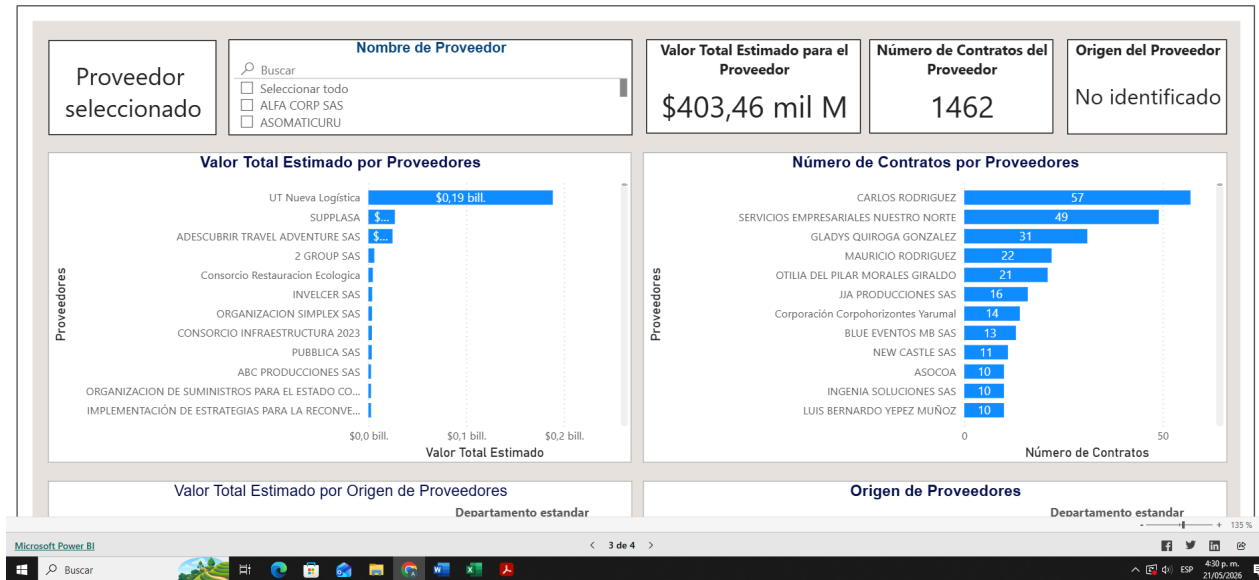 Proveedor
seleccionado
Nombre de Proveedor
Buscar
Seleccionar todo
ALFA CORP SAS
ASOMATICURU
Valor Total Estimado para el
Proveedor
$403,46 mil M
Número de Contratos del
Proveedor
1462
Origen del Proveedor
No identificado
Valor Total Estimado por Proveedores
Proveedores
UT Nueva Logística $0,19 bill.
SUPPLASA $...
ADESCUBRIR TRAVEL ADVENTURE SAS $...
2 GROUP SAS
Consorcio Restauracion Ecologica
INVELCER SAS
ORGANIZACION SIMPLEX SAS
CONSORCIO INFRAESTRUCTURA 2023
PUBBLICA SAS
ABC PRODUCCIONES SAS
ORGANIZACION DE SUMINISTROS PARA EL ESTADO CO...
IMPLEMENTACIÓN DE ESTRATEGIAS PARA LA RECONVE...
$0,0 bill. $0,1 bill. $0,2 bill.
Valor Total Estimado
Número de Contratos por Proveedores
Proveedores
CARLOS RODRIGUEZ 57
SERVICIOS EMPRESARIALES NUESTRO NORTE 49
GLADYS QUIROGA GONZALEZ 31
MAURICIO RODRIGUEZ 22
OTILIA DEL PILAR MORALES GIRALDO 21
JJA PRODUCCIONES SAS 16
Corporación Corpohorizontes Yarumal 14
BLUE EVENTOS MB SAS 13
NEW CASTLE SAS 11
ASOCOA 10
INGENIA SOLUCIONES SAS 10
LUIS BERNARDO YEPEZ MUÑOZ 10
0 50
Número de Contratos
Valor Total Estimado por Origen de Proveedores
Departamento estandar
Origen de Proveedores
Departamento estandar
- + 135 %
Microsoft Power BI
< 3 de 4 >
Buscar
ESP
4:30 p. m.
21/05/2026